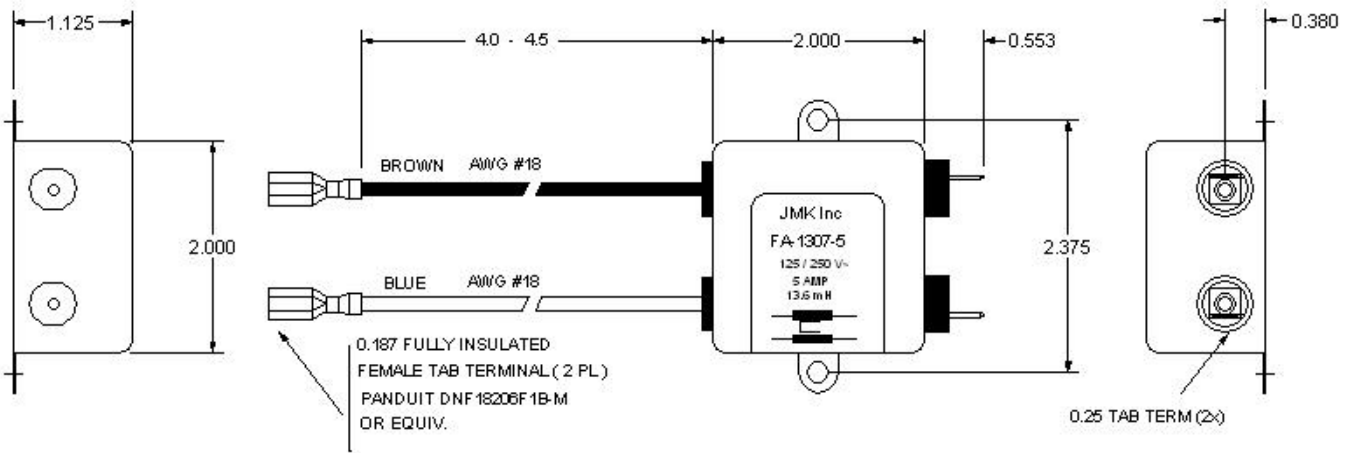 1.125
4.0 - 4.5
2.000
0.553
0.380
BROWN AWG #18
2.000
JMK Inc
FA-1307-5
125 / 250 V~
5 AMP
13.6 mH
2.375
BLUE AWG #18
0.187 FULLY INSULATED
FEMALE TAB TERMINAL ( 2 PL )
PANDUIT DNF18206F1B-M
OR EQUIV.
0.25 TAB TERM (2x)